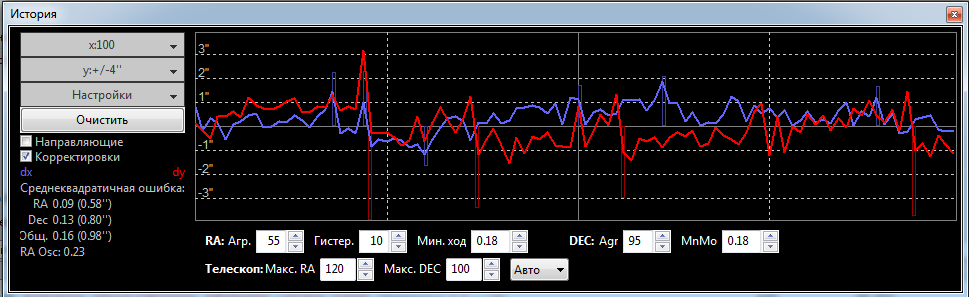 История
x:100
y:+/-4''
Настройки
Очистить
Направляющие
Корректировки
dx dy
Среднеквадратичная ошибка:
RA 0.09 (0.58'')
Dec 0.13 (0.80'')
Общ. 0.16 (0.98'')
RA Osc: 0.23
3''
2''
1''
-1''
-2''
-3''
RA: Агр. 55 Гистер. 10 Мин. ход 0.18 DEC: Agr 95 MnMo 0.18
Телескоп: Макс. RA 120 Макс. DEC 100 Авто